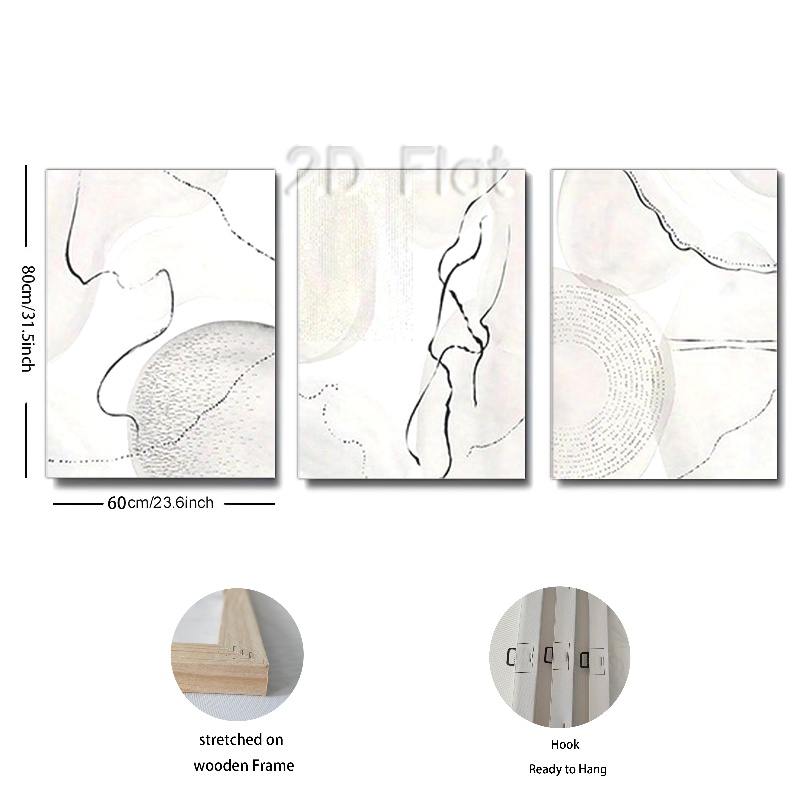 2D Flat
80cm/31.5inch
60cm/23.6inch
stretched on
wooden Frame
Hook
Ready to Hang